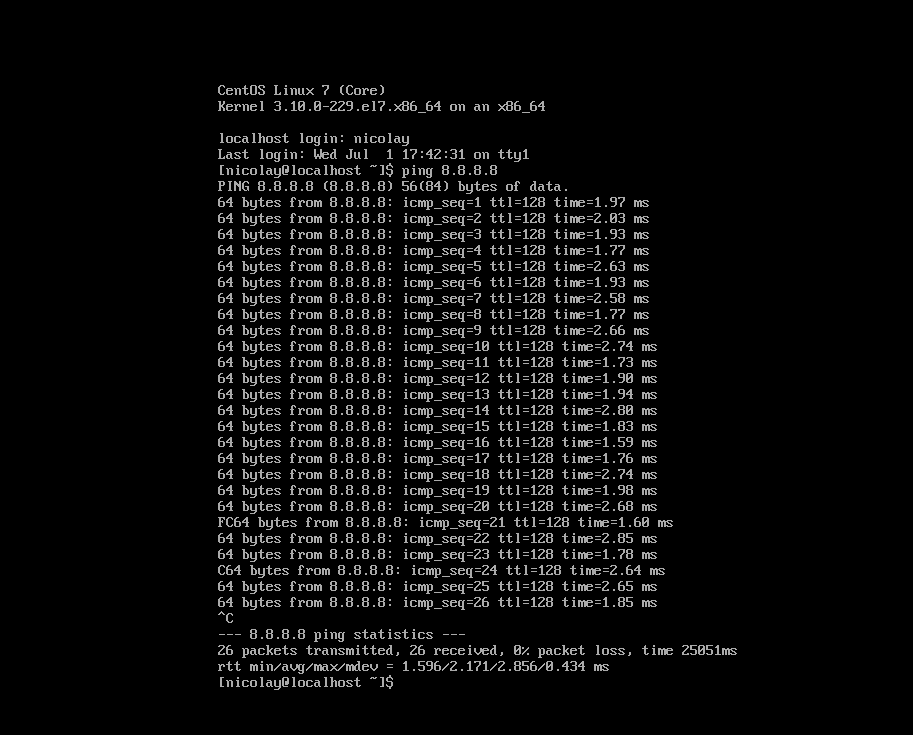 CentOS Linux 7 (Core)
Kernel 3.10.0-229.el7.x86_64 on an x86_64
localhost login: nicolay
Last login: Wed Jul  1 17:42:31 on tty1
[nicolay@localhost ~]$ ping 8.8.8.8
PING 8.8.8.8 (8.8.8.8) 56(84) bytes of data.
64 bytes from 8.8.8.8: icmp_seq=1 ttl=128 time=1.97 ms
64 bytes from 8.8.8.8: icmp_seq=2 ttl=128 time=2.03 ms
64 bytes from 8.8.8.8: icmp_seq=3 ttl=128 time=1.93 ms
64 bytes from 8.8.8.8: icmp_seq=4 ttl=128 time=1.77 ms
64 bytes from 8.8.8.8: icmp_seq=5 ttl=128 time=2.63 ms
64 bytes from 8.8.8.8: icmp_seq=6 ttl=128 time=1.93 ms
64 bytes from 8.8.8.8: icmp_seq=7 ttl=128 time=2.58 ms
64 bytes from 8.8.8.8: icmp_seq=8 ttl=128 time=1.77 ms
64 bytes from 8.8.8.8: icmp_seq=9 ttl=128 time=2.66 ms
64 bytes from 8.8.8.8: icmp_seq=10 ttl=128 time=2.74 ms
64 bytes from 8.8.8.8: icmp_seq=11 ttl=128 time=1.73 ms
64 bytes from 8.8.8.8: icmp_seq=12 ttl=128 time=1.90 ms
64 bytes from 8.8.8.8: icmp_seq=13 ttl=128 time=1.94 ms
64 bytes from 8.8.8.8: icmp_seq=14 ttl=128 time=2.80 ms
64 bytes from 8.8.8.8: icmp_seq=15 ttl=128 time=1.83 ms
64 bytes from 8.8.8.8: icmp_seq=16 ttl=128 time=1.59 ms
64 bytes from 8.8.8.8: icmp_seq=17 ttl=128 time=1.76 ms
64 bytes from 8.8.8.8: icmp_seq=18 ttl=128 time=2.74 ms
64 bytes from 8.8.8.8: icmp_seq=19 ttl=128 time=1.98 ms
64 bytes from 8.8.8.8: icmp_seq=20 ttl=128 time=2.68 ms
FC64 bytes from 8.8.8.8: icmp_seq=21 ttl=128 time=1.60 ms
64 bytes from 8.8.8.8: icmp_seq=22 ttl=128 time=2.85 ms
64 bytes from 8.8.8.8: icmp_seq=23 ttl=128 time=1.78 ms
C64 bytes from 8.8.8.8: icmp_seq=24 ttl=128 time=2.64 ms
64 bytes from 8.8.8.8: icmp_seq=25 ttl=128 time=2.65 ms
64 bytes from 8.8.8.8: icmp_seq=26 ttl=128 time=1.85 ms
^C
--- 8.8.8.8 ping statistics ---
26 packets transmitted, 26 received, 0% packet loss, time 25051ms
rtt min/avg/max/mdev = 1.596/2.171/2.856/0.434 ms
[nicolay@localhost ~]$